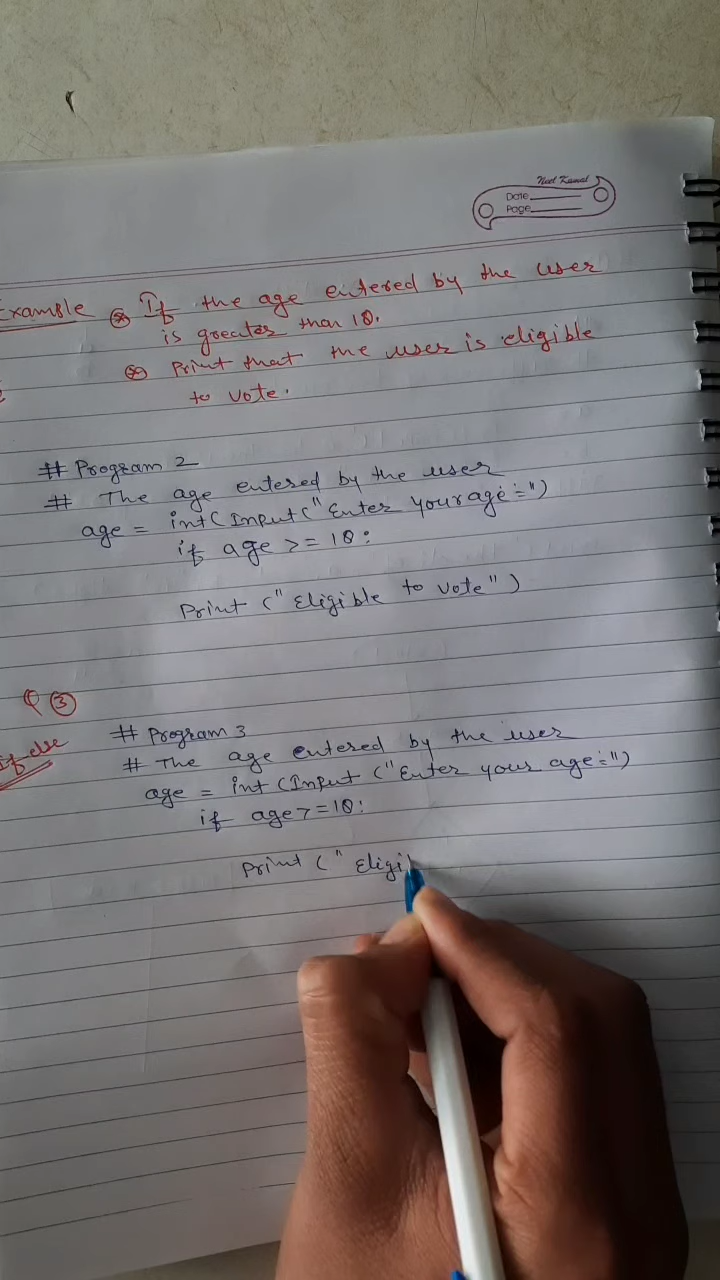 Neel Kamal
Date
Page
Example ⊛ If the age entered by the user
is greater than 18.
⊛ Print that the user is eligible
to vote.
# Program 2
# The age entered by the user
age = int(Input("Enter your age:=")
if age >= 18:
Print ("Eligible to vote")
Q ③
If else
# Program 3
# The age entered by the user
age = int (Input ("Enter your age:=")
if age >= 18:
Print (" Eligi